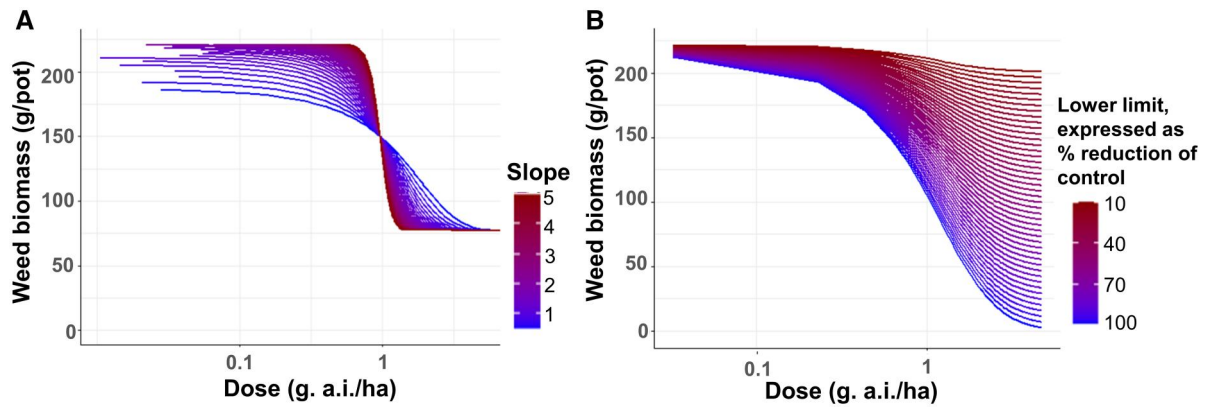 A
Weed biomass (g/pot)
200
150
100
50
0
0.1
1
Dose (g. a.i./ha)
Slope
5
4
3
2
1
B
Weed biomass (g/pot)
200
150
100
50
0
0.1
1
Dose (g. a.i./ha)
Lower limit,
expressed as
% reduction of
control
10
40
70
100